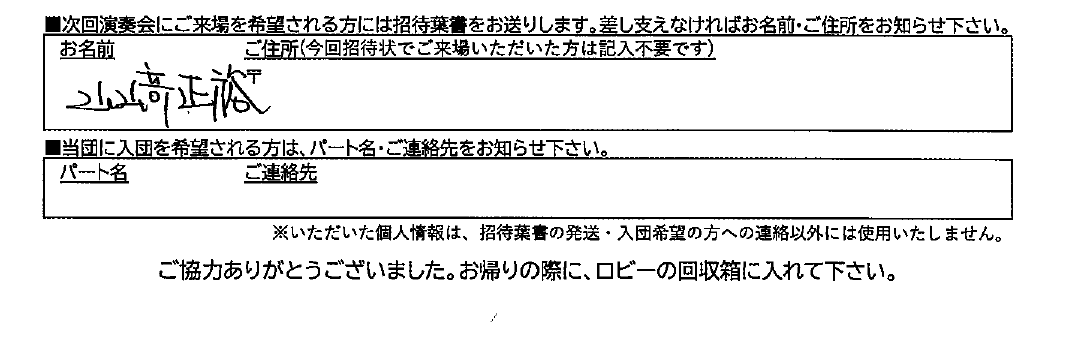 ■次回演奏会にご来場を希望される方には招待葉書をお送りします。差し支えなければお名前・ご住所をお知らせ下さい。
お名前 ご住所(今回招待状でご来場いただいた方は記入不要です)
山崎正裕 〒
■当団に入団を希望される方は、パート名・ご連絡先をお知らせ下さい。
パート名 ご連絡先
※いただいた個人情報は、招待葉書の発送・入団希望の方への連絡以外には使用いたしません。
ご協力ありがとうございました。お帰りの際に、ロビーの回収箱に入れて下さい。